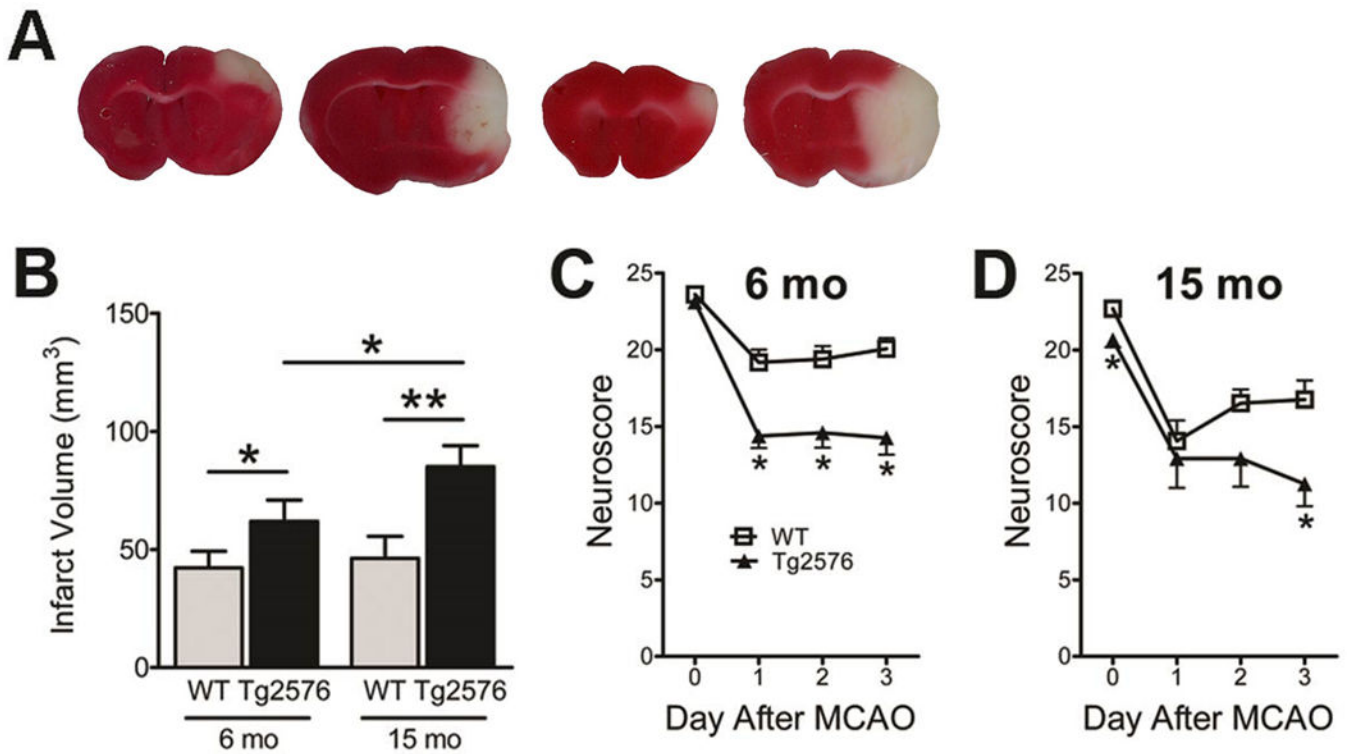 A
B
Infarct Volume (mm³)
150
100
50
0
*
*
**
WT Tg2576 WT Tg2576
6 mo 15 mo
C
6 mo
Neuroscore
25
20
15
10
5
0
* * *
WT
Tg2576
0 1 2 3
Day After MCAO
D
15 mo
Neuroscore
25
20
15
10
5
0
*
*
0 1 2 3
Day After MCAO